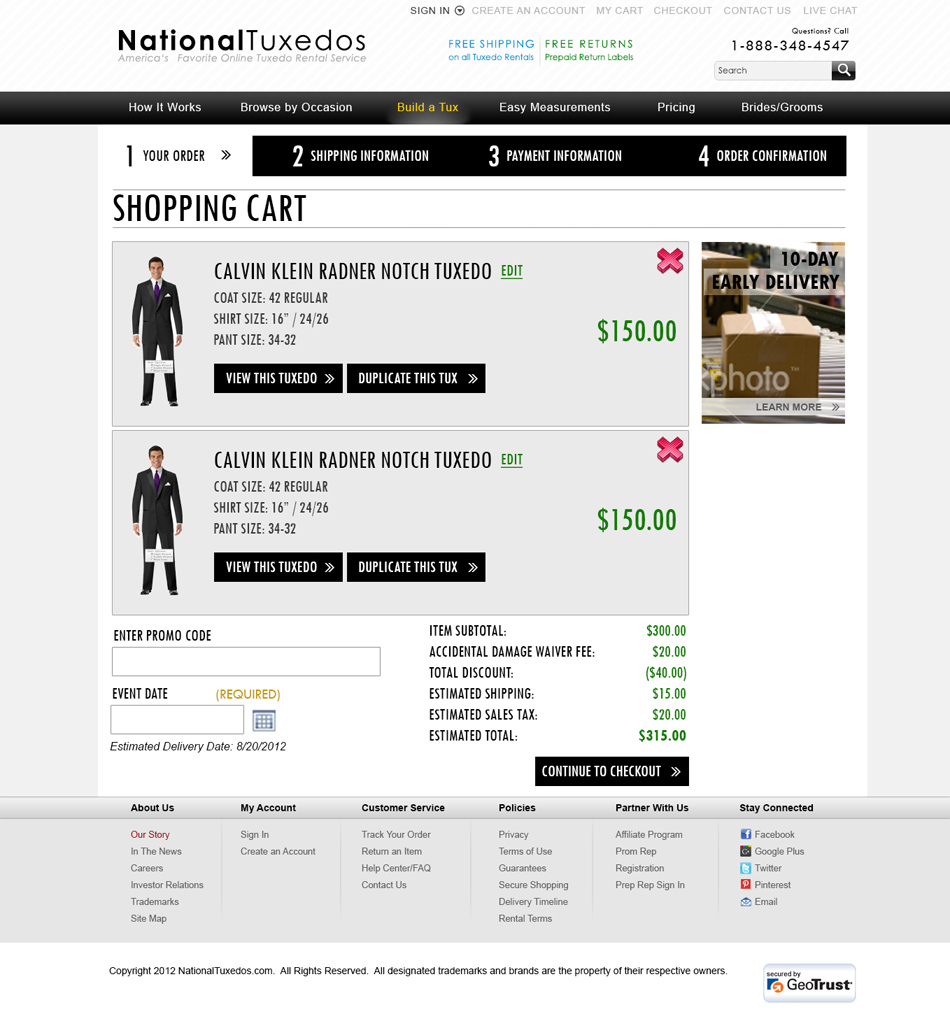 SIGN IN CREATE AN ACCOUNT MY CART CHECKOUT CONTACT US LIVE CHAT
NationalTuxedos
America's Favorite Online Tuxedo Rental Service
FREE SHIPPING
on all Tuxedo Rentals
FREE RETURNS
Prepaid Return Labels
Questions? Call
1-888-348-4547
Search
How It Works Browse by Occasion Build a Tux Easy Measurements Pricing Brides/Grooms
1 YOUR ORDER » 2 SHIPPING INFORMATION 3 PAYMENT INFORMATION 4 ORDER CONFIRMATION
SHOPPING CART
CALVIN KLEIN RADNER NOTCH TUXEDO EDIT
COAT SIZE: 42 REGULAR
SHIRT SIZE: 16" / 24/26
PANT SIZE: 34-32
$150.00
VIEW THIS TUXEDO » DUPLICATE THIS TUX »
10-DAY
EARLY DELIVERY
kphoto™
LEARN MORE »
CALVIN KLEIN RADNER NOTCH TUXEDO EDIT
COAT SIZE: 42 REGULAR
SHIRT SIZE: 16" / 24/26
PANT SIZE: 34-32
$150.00
VIEW THIS TUXEDO » DUPLICATE THIS TUX »
ENTER PROMO CODE
EVENT DATE (REQUIRED)
Estimated Delivery Date: 8/20/2012
ITEM SUBTOTAL: $300.00
ACCIDENTAL DAMAGE WAIVER FEE: $20.00
TOTAL DISCOUNT: ($40.00)
ESTIMATED SHIPPING: $15.00
ESTIMATED SALES TAX: $20.00
ESTIMATED TOTAL: $315.00
CONTINUE TO CHECKOUT »
About Us
Our Story
In The News
Careers
Investor Relations
Trademarks
Site Map
My Account
Sign In
Create an Account
Customer Service
Track Your Order
Return an Item
Help Center/FAQ
Contact Us
Policies
Privacy
Terms of Use
Guarantees
Secure Shopping
Delivery Timeline
Rental Terms
Partner With Us
Affiliate Program
Prom Rep
Registration
Prep Rep Sign In
Stay Connected
Facebook
Google Plus
Twitter
Pinterest
Email
Copyright 2012 NationalTuxedos.com. All Rights Reserved. All designated trademarks and brands are the property of their respective owners.
secured by
GeoTrust